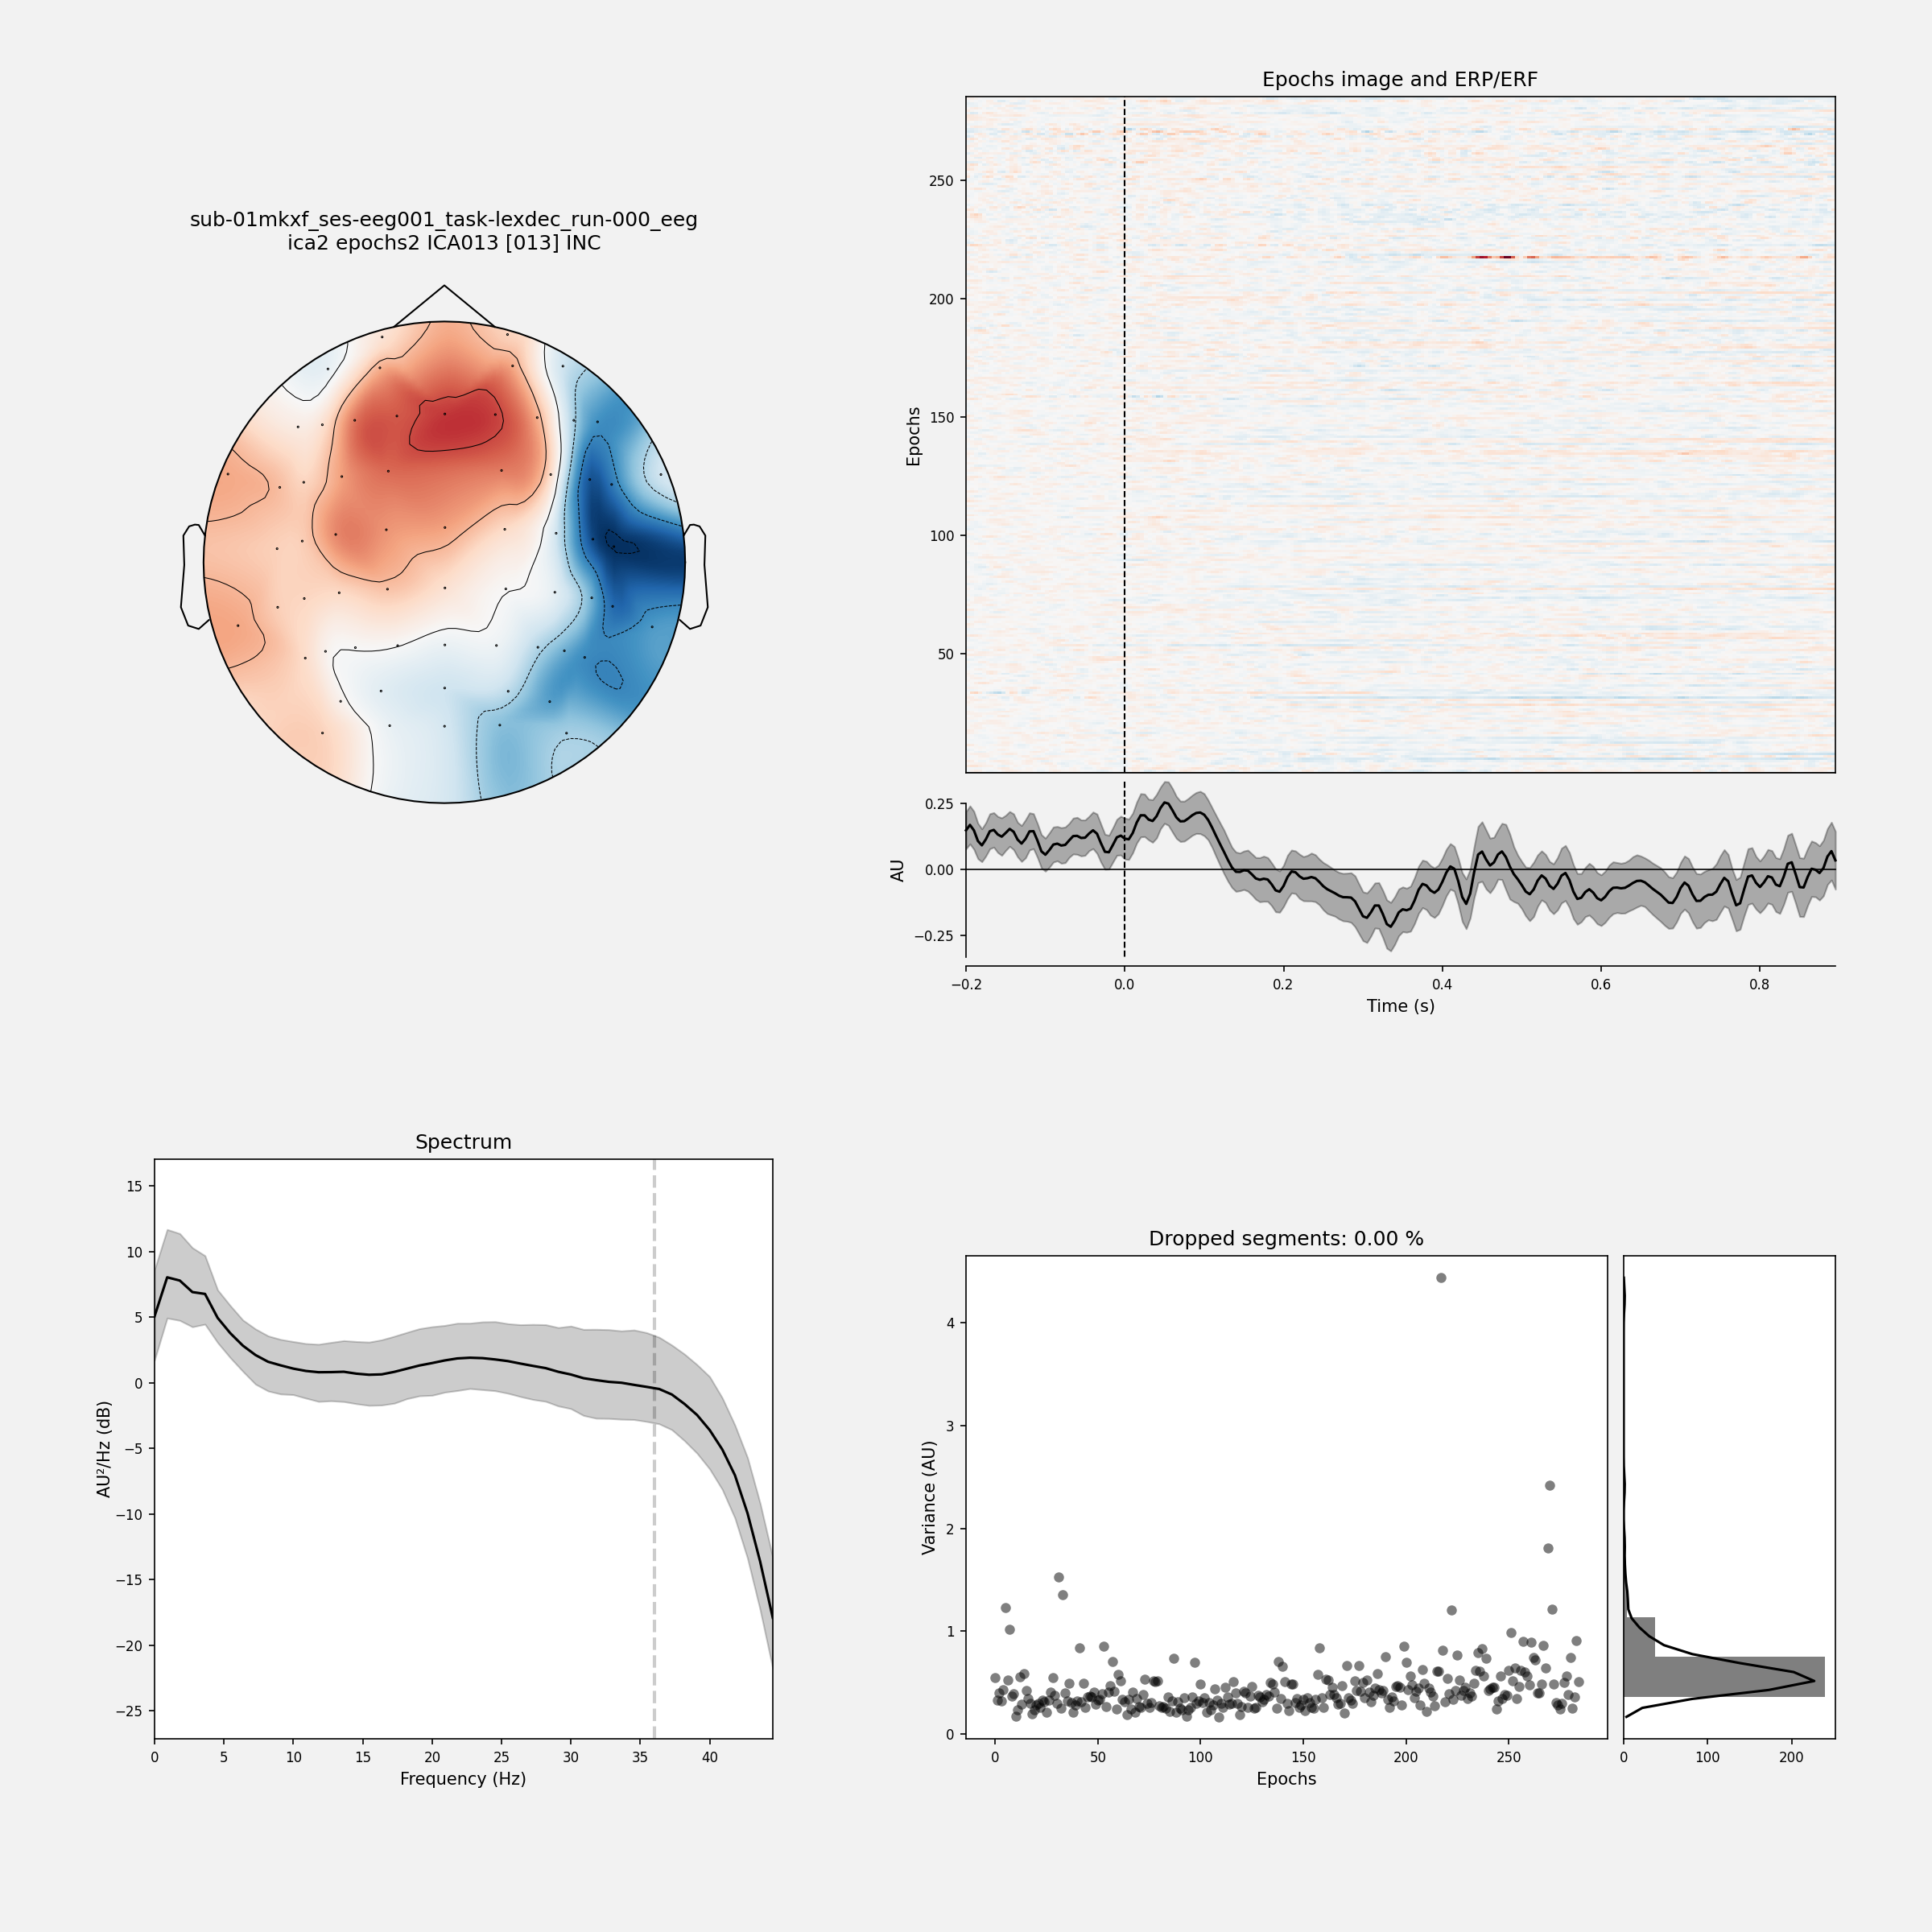 sub-01mkxf_ses-eeg001_task-lexdec_run-000_eeg
ica2 epochs2 ICA013 [013] INC
Epochs image and ERP/ERF
Epochs
250
200
150
100
50
AU
0.25
0.00
−0.25
−0.2 0.0 0.2 0.4 0.6 0.8
Time (s)
Spectrum
AU²/Hz (dB)
15
10
5
0
−5
−10
−15
−20
−25
0 5 10 15 20 25 30 35 40
Frequency (Hz)
Dropped segments: 0.00 %
Variance (AU)
4
3
2
1
0
0 50 100 150 200 250
Epochs
0 100 200